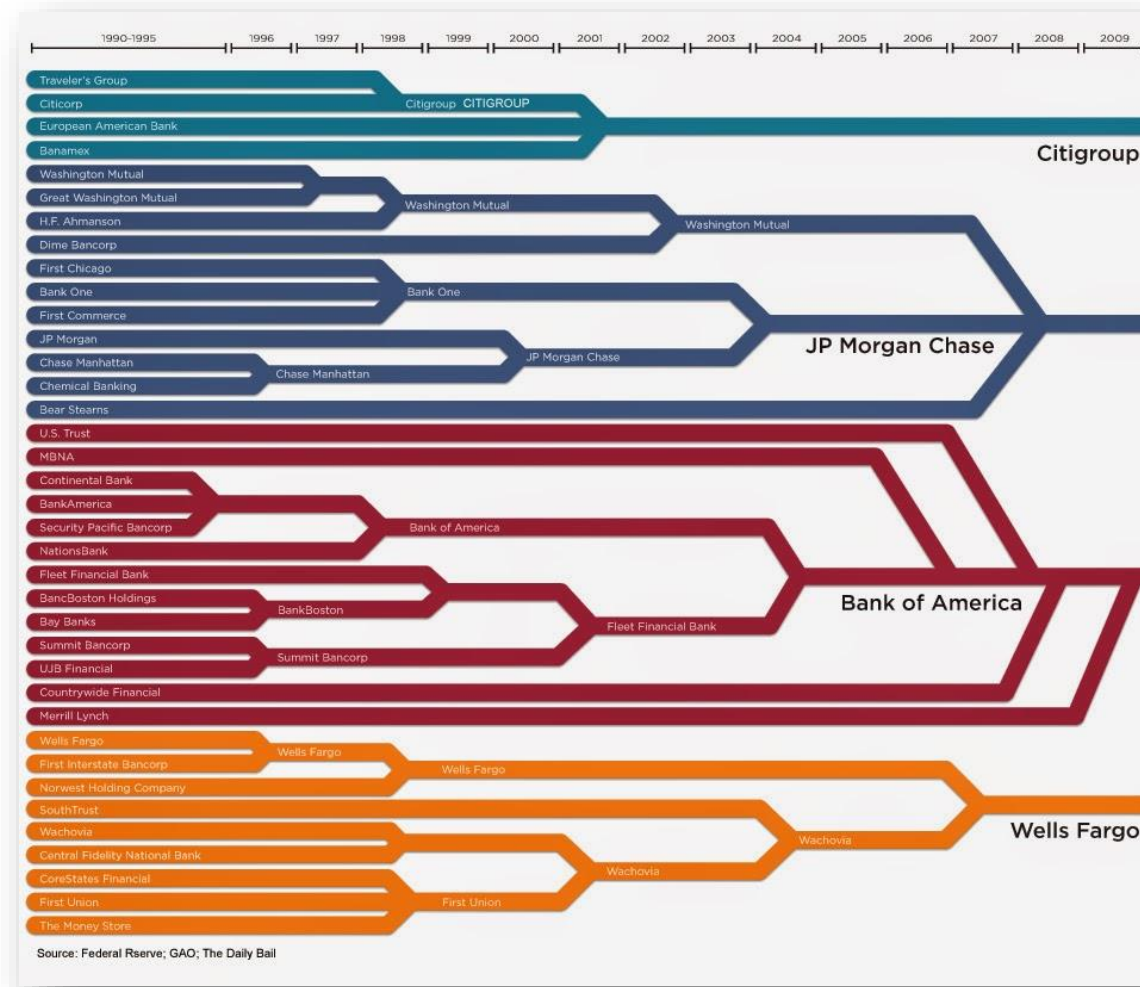 1990-1995 1996 1997 1998 1999 2000 2001 2002 2003 2004 2005 2006 2007 2008 2009
Traveler's Group
Citicorp
Citigroup CITIGROUP
European American Bank
Banamex
Citigroup
Washington Mutual
Great Washington Mutual
Washington Mutual
H.F. Ahmanson
Washington Mutual
Dime Bancorp
First Chicago
Bank One
Bank One
First Commerce
JP Morgan
JP Morgan Chase
JP Morgan Chase
Chase Manhattan
Chase Manhattan
Chemical Banking
Bear Stearns
U.S. Trust
MBNA
Continental Bank
BankAmerica
Security Pacific Bancorp
Bank of America
NationsBank
Fleet Financial Bank
BancBoston Holdings
BankBoston
Bank of America
Bay Banks
Fleet Financial Bank
Summit Bancorp
Summit Bancorp
UJB Financial
Countrywide Financial
Merrill Lynch
Wells Fargo
Wells Fargo
First Interstate Bancorp
Wells Fargo
Norwest Holding Company
SouthTrust
Wachovia
Wachovia
Wells Fargo
Central Fidelity National Bank
Wachovia
CoreStates Financial
First Union
First Union
The Money Store
Source: Federal Rserve; GAO; The Daily Bail